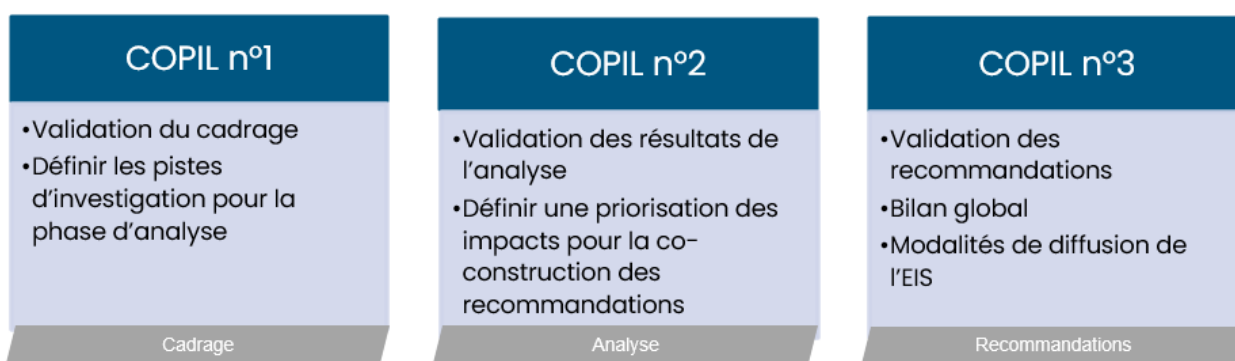 COPIL n°1
•Validation du cadrage
•Définir les pistes
d'investigation pour la
phase d'analyse
Cadrage
COPIL n°2
•Validation des résultats de
l'analyse
•Définir une priorisation des
impacts pour la co-
construction des
recommandations
Analyse
COPIL n°3
•Validation des
recommandations
•Bilan global
•Modalités de diffusion de
l'EIS
Recommandations